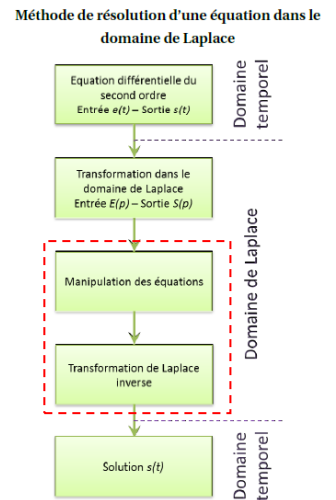 Méthode de résolution d'une équation dans le
domaine de Laplace
Equation différentielle du
second ordre
Entrée e(t) – Sortie s(t)
Domaine
temporel
Transformation dans le
domaine de Laplace
Entrée E(p) – Sortie S(p)
Manipulation des équations
Domaine de Laplace
Transformation de Laplace
inverse
Solution s(t)
Domaine
temporel